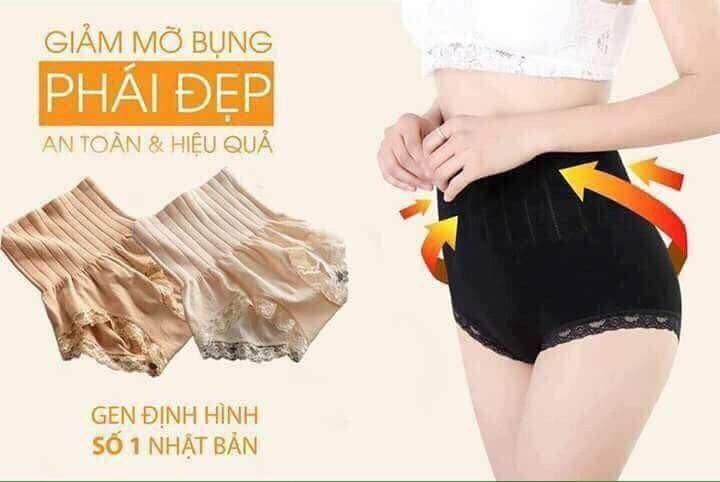 GIẢM MỠ BỤNG
PHÁI ĐẸP
AN TOÀN & HIỆU QUẢ
GEN ĐỊNH HÌNH
SỐ 1 NHẬT BẢN